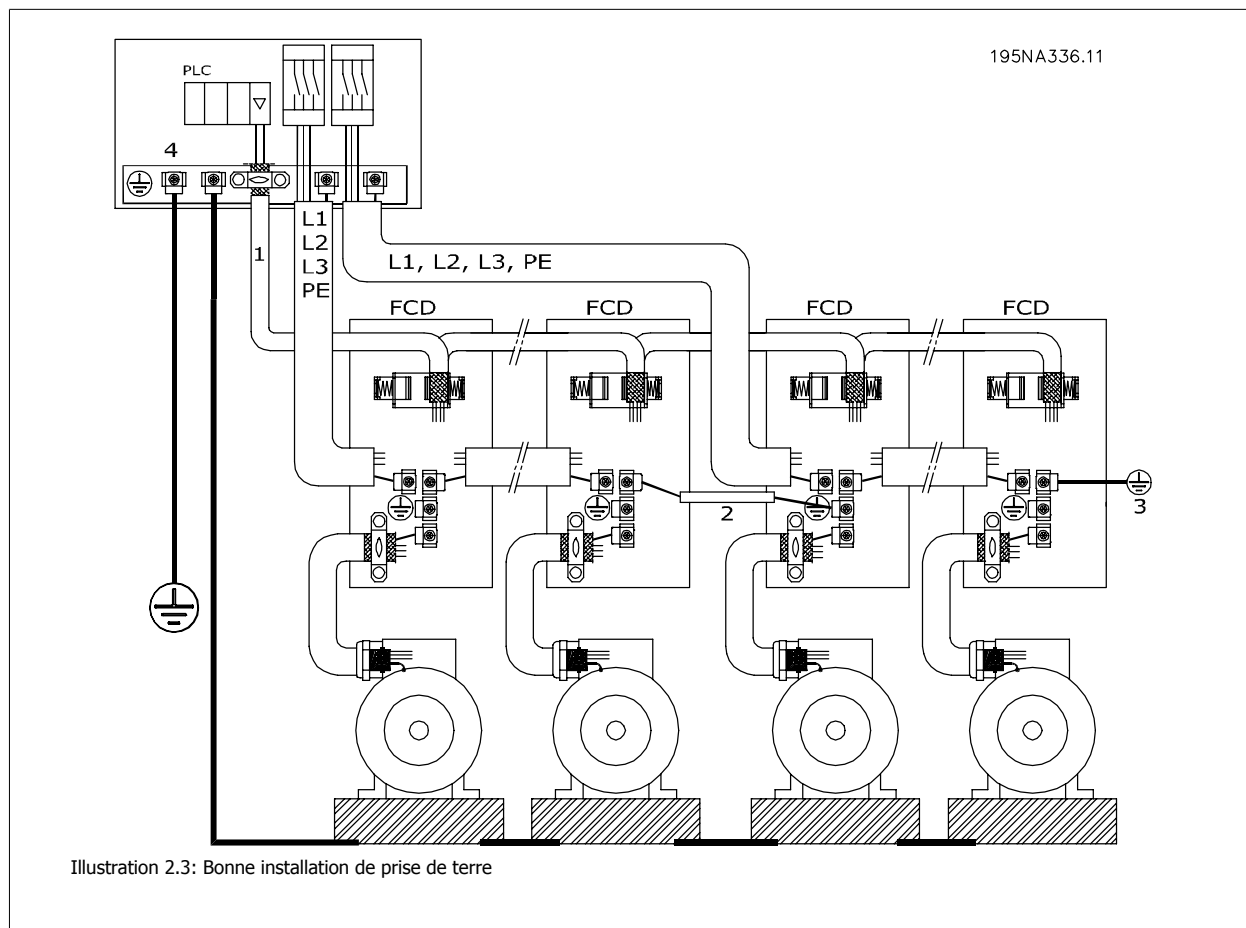 195NA336.11
PLC
4
1
L1
L2
L3
PE
L1, L2, L3, PE
FCD
FCD
FCD
FCD
2
3
Illustration 2.3: Bonne installation de prise de terre